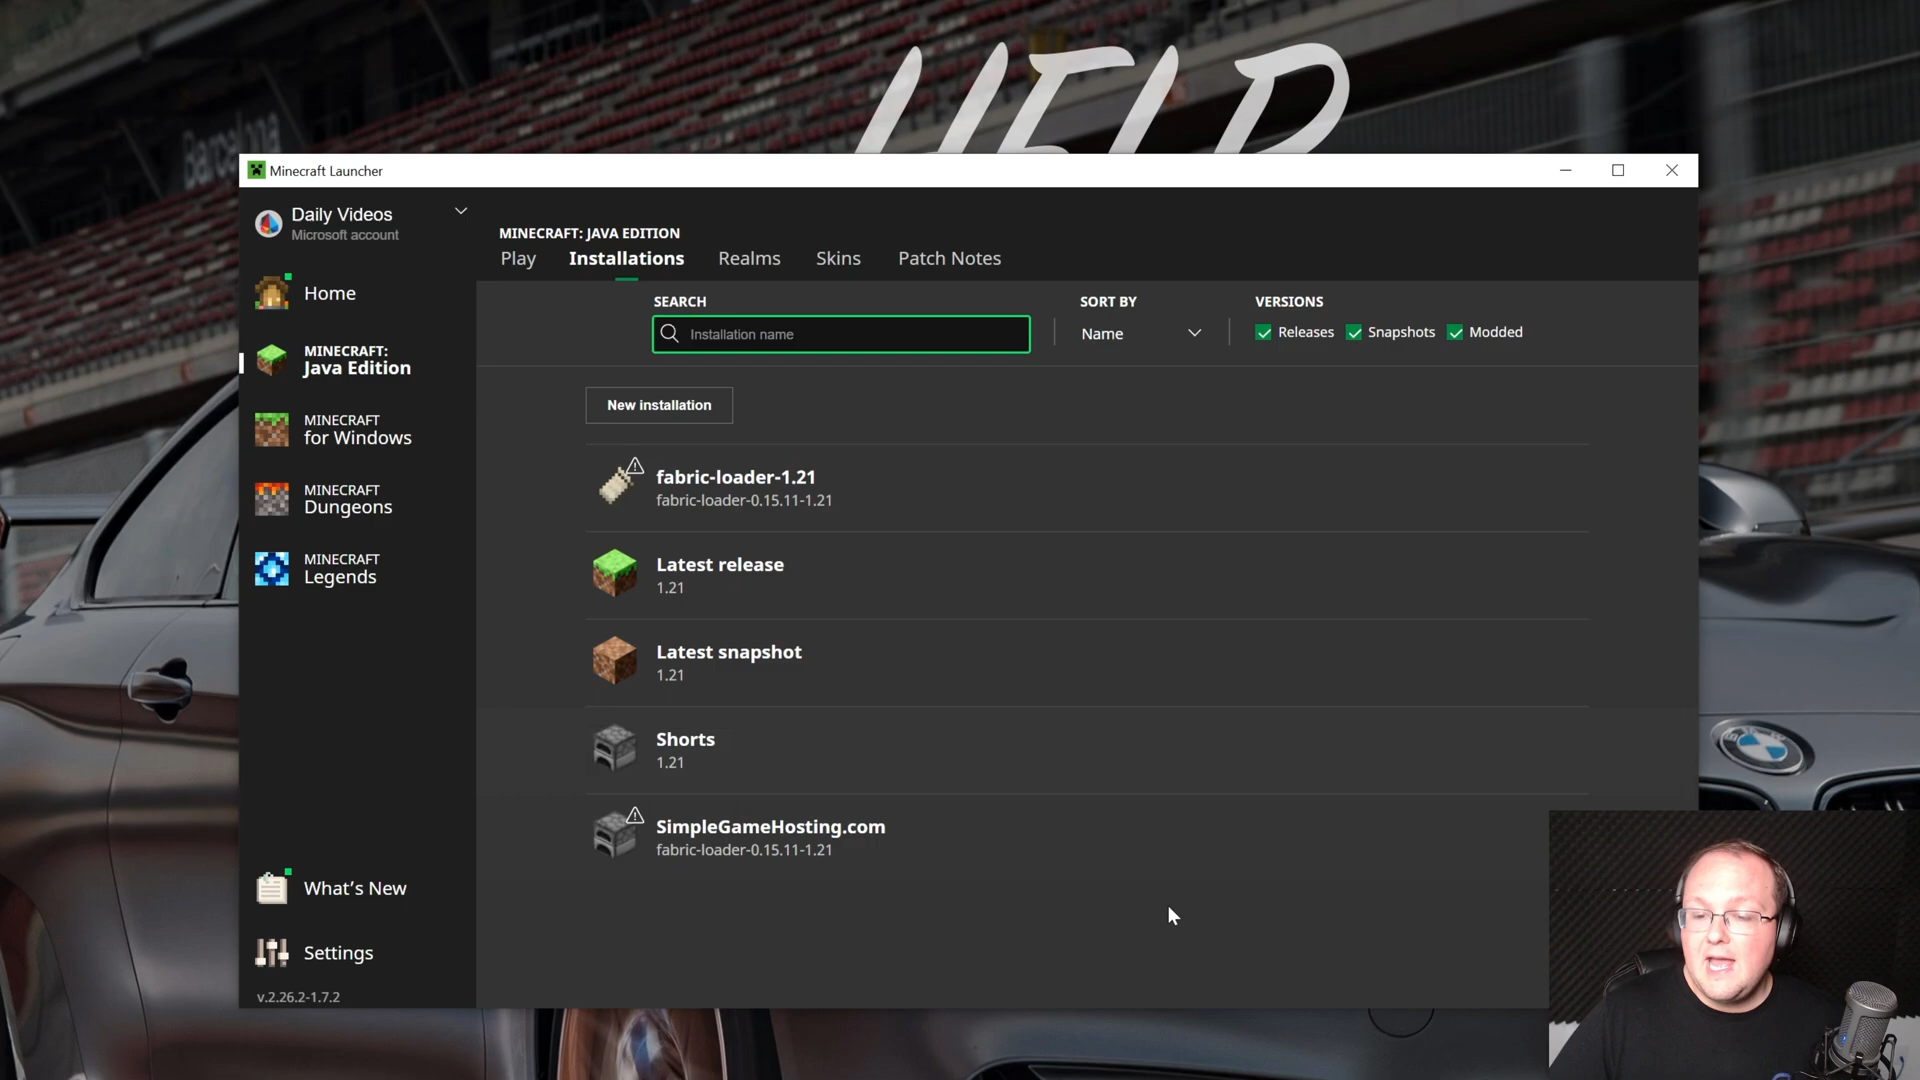 HELP
Barcelona
Minecraft Launcher
Daily Videos
Microsoft account
Home
MINECRAFT:
Java Edition
MINECRAFT
for Windows
MINECRAFT
Dungeons
MINECRAFT
Legends
What's New
Settings
v.2.26.2-1.7.2
MINECRAFT: JAVA EDITION
Play Installations Realms Skins Patch Notes
SEARCH
Installation name
SORT BY
Name
VERSIONS
Releases Snapshots Modded
New installation
fabric-loader-1.21
fabric-loader-0.15.11-1.21
Latest release
1.21
Latest snapshot
1.21
Shorts
1.21
SimpleGameHosting.com
fabric-loader-0.15.11-1.21
BMW